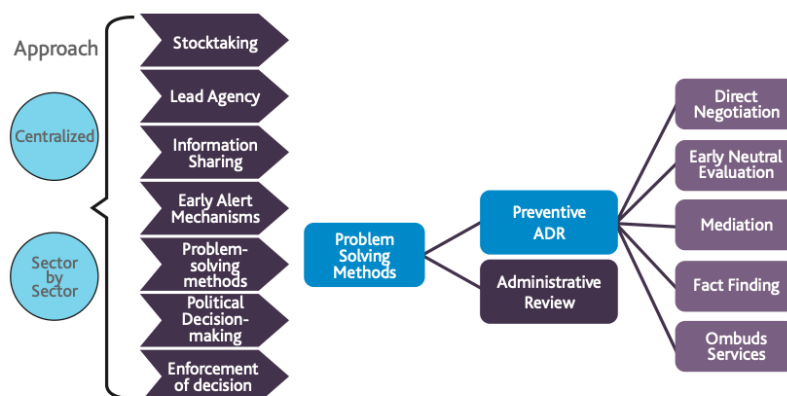 Approach
Centralized
Sector
by
Sector
Stocktaking
Lead Agency
Information
Sharing
Early Alert
Mechanisms
Problem-
solving
methods
Political
Decision-
making
Enforcement
of decision
Problem
Solving
Methods
Preventive
ADR
Administrative
Review
Direct
Negotiation
Early Neutral
Evaluation
Mediation
Fact Finding
Ombuds
Services